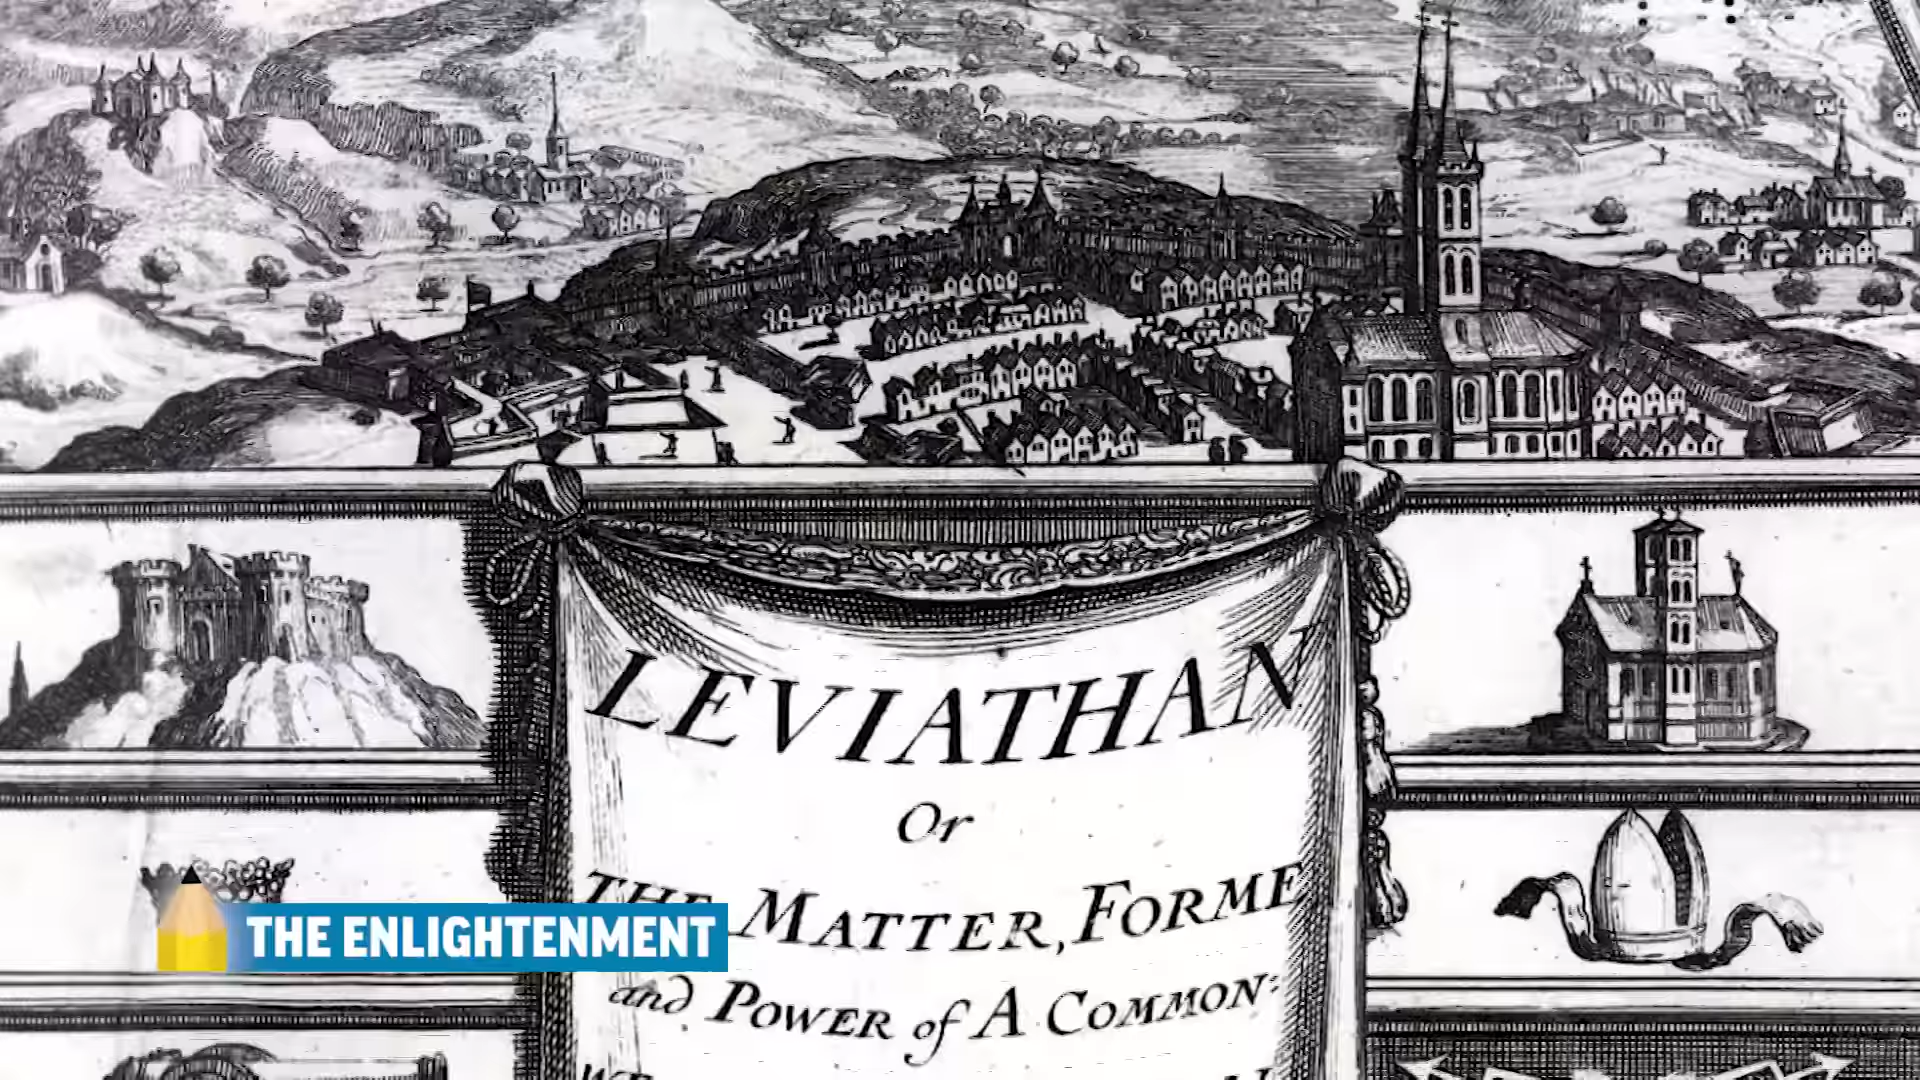 LEVIATHAN
Or
THE MATTER, FORME
and POWER of A COMMON:
THE ENLIGHTENMENT